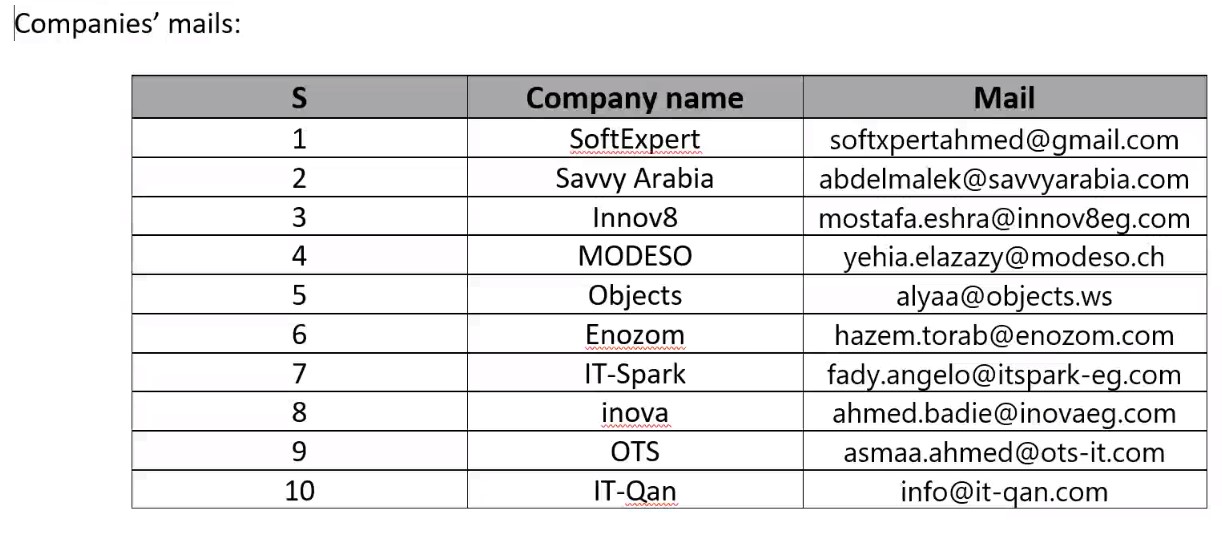 Companies’ mails:
S Company name Mail
1 SoftExpert softxpertahmed@gmail.com
2 Savvy Arabia abdelmalek@savvyarabia.com
3 Innov8 mostafa.eshra@innov8eg.com
4 MODESO yehia.elazazy@modeso.ch
5 Objects alyaa@objects.ws
6 Enozom hazem.torab@enozom.com
7 IT-Spark fady.angelo@itspark-eg.com
8 inova ahmed.badie@inovaeg.com
9 OTS asmaa.ahmed@ots-it.com
10 IT-Qan info@it-qan.com